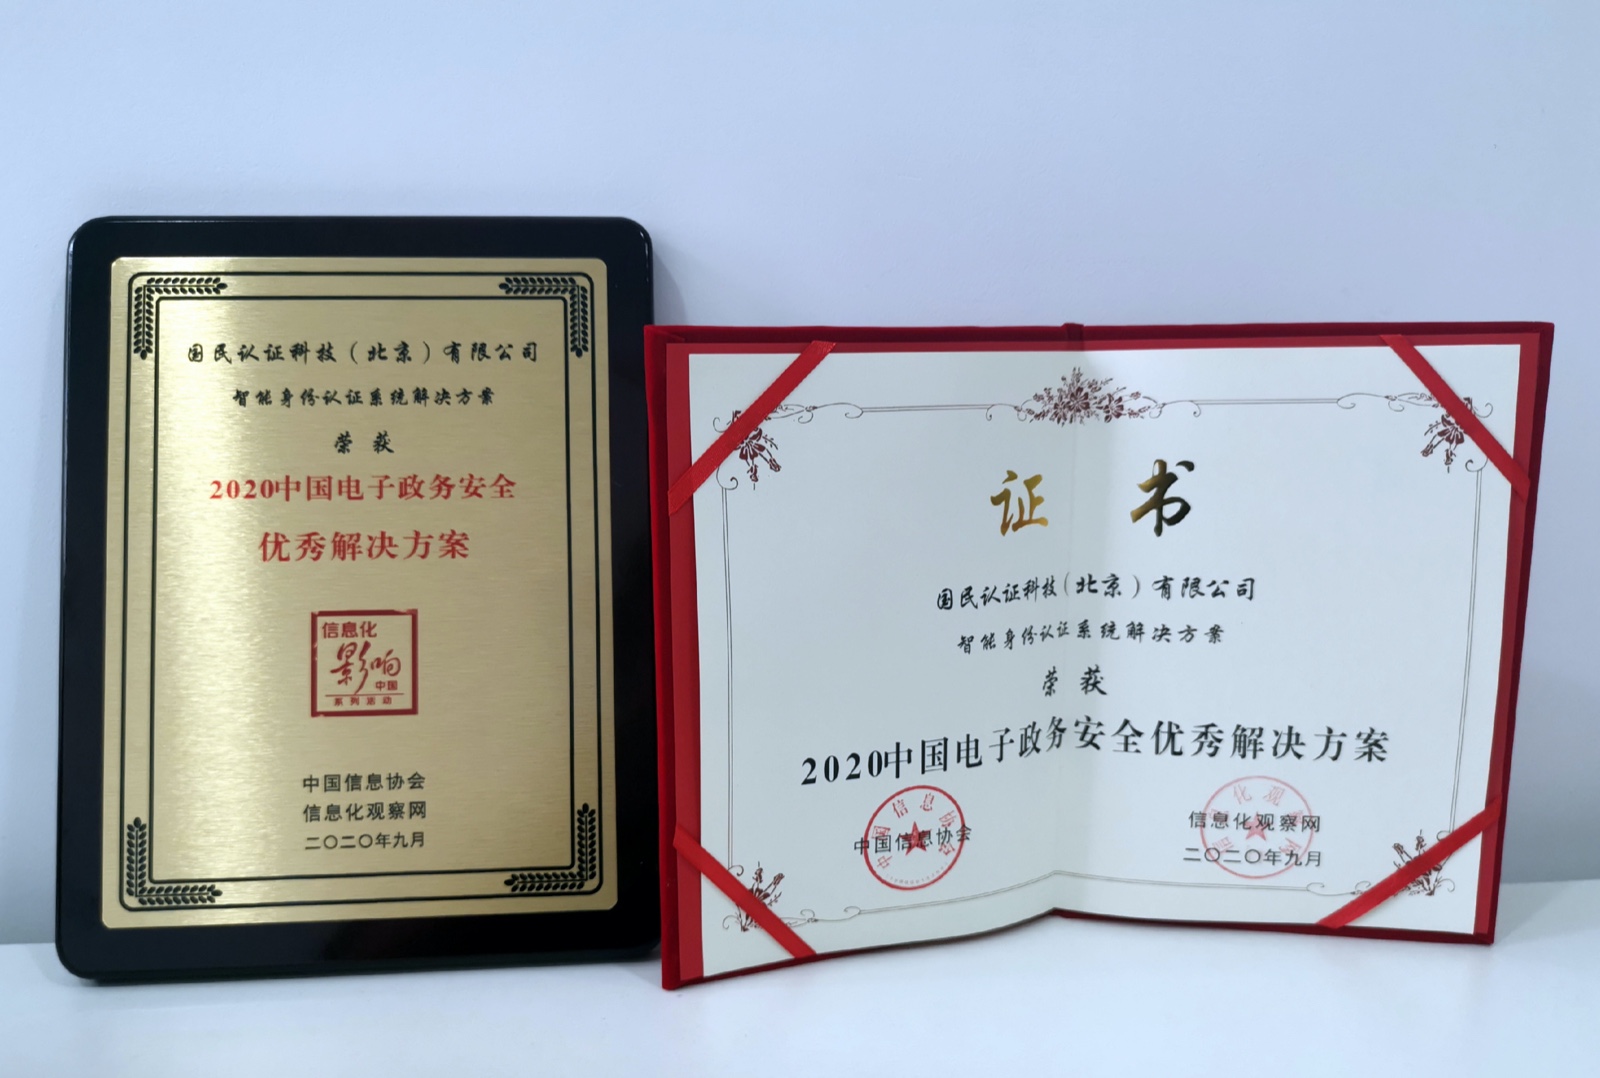 国民认证科技（北京）有限公司
智能身份认证系统解决方案
荣获
2020中国电子政务安全
优秀解决方案
信息化
影响
中国
系列活动
中国信息协会
信息化观察网
二〇二〇年九月
证书
国民认证科技（北京）有限公司
智能身份认证系统解决方案
荣获
2020中国电子政务安全优秀解决方案
中国信息协会
中国信息协会
信息化观察网
二〇二〇年九月